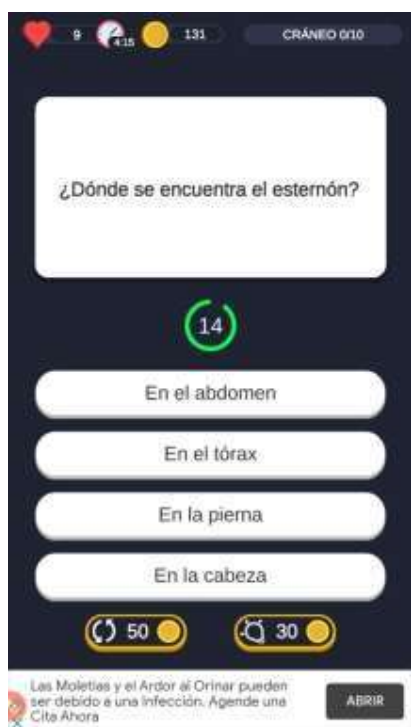 9
4:15
131
CRÁNEO 0/10
¿Dónde se encuentra el esternón?
14
En el abdomen
En el tórax
En la pierna
En la cabeza
50
30
Las Moletias y el Ardor al Orinar pueden
ser debido a una Infección. Agende una
Cita Ahora
ABRIR